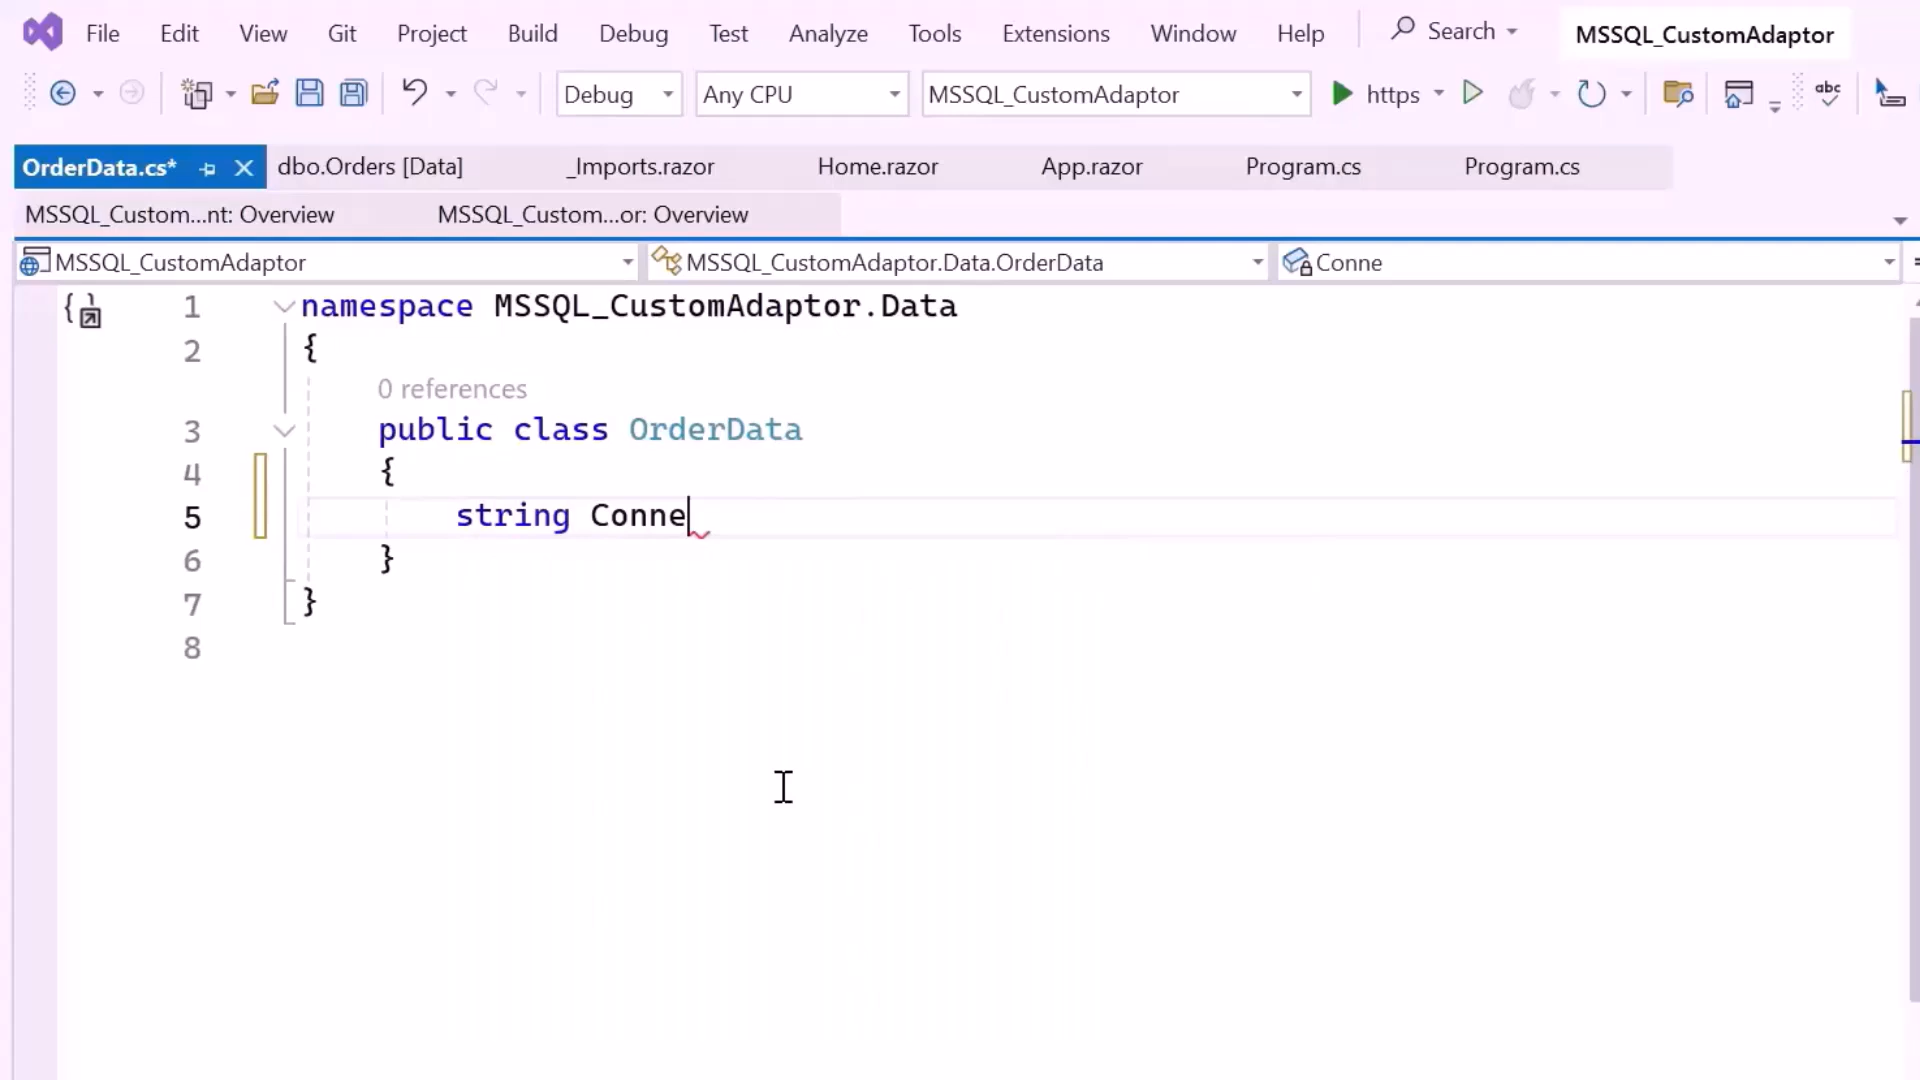 File Edit View Git Project Build Debug Test Analyze Tools Extensions Window Help Search MSSQL_CustomAdaptor
Debug Any CPU MSSQL_CustomAdaptor https abc
OrderData.cs* dbo.Orders [Data] _Imports.razor Home.razor App.razor Program.cs Program.cs
MSSQL_Custom...nt: Overview MSSQL_Custom...or: Overview
MSSQL_CustomAdaptor MSSQL_CustomAdaptor.Data.OrderData Conne
1 namespace MSSQL_CustomAdaptor.Data
2 {
0 references
3 public class OrderData
4 {
5 string Conne
6 }
7 }
8